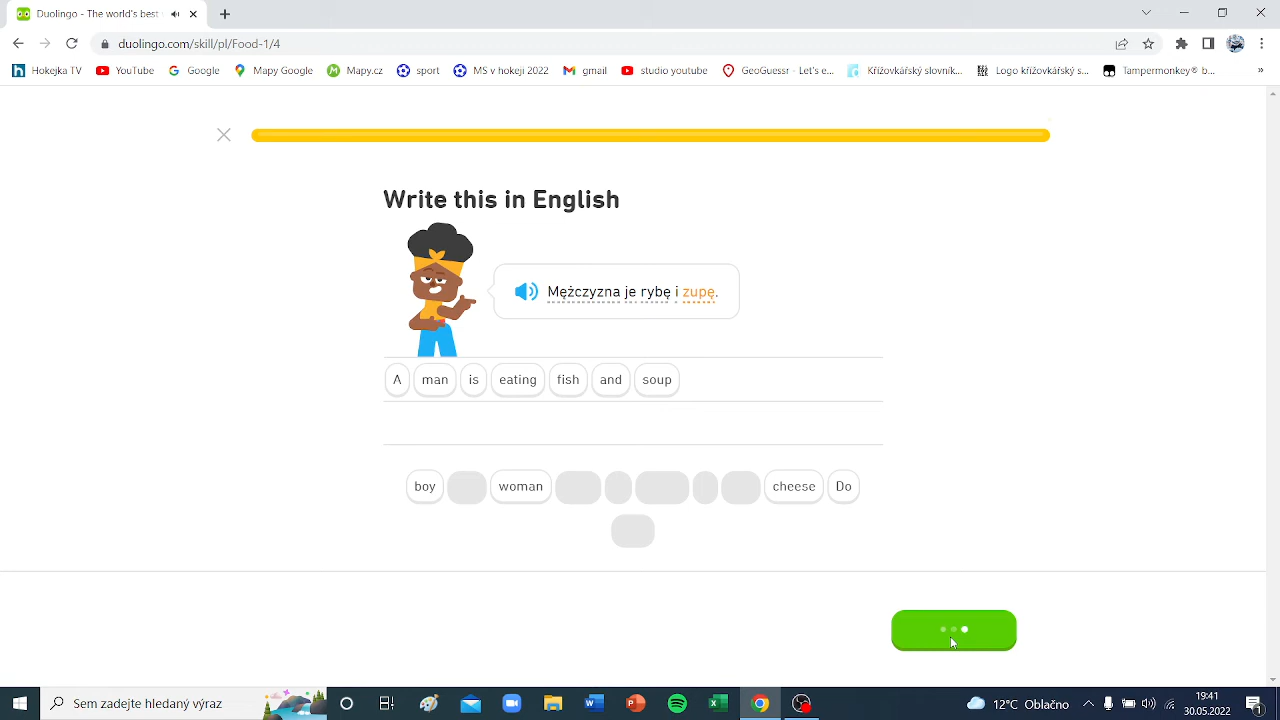 Duolingo - The world's best
duolingo.com/skill/pl/Food-1/4
Hokejka TV YouTube Google Mapy Google Mapy.cz sport MS v hokeji 2022 gmail studio youtube GeoGuessr - Let's e... Křížovkářský slovník... Logo křížovkářský s... Tampermonkey® b... »
Write this in English
Mężczyzna je rybę i zupę.
A man is eating fish and soup
boy woman cheese Do
Sem zadejte hledaný výraz
12°C Oblačno
19:41
30.05.2022